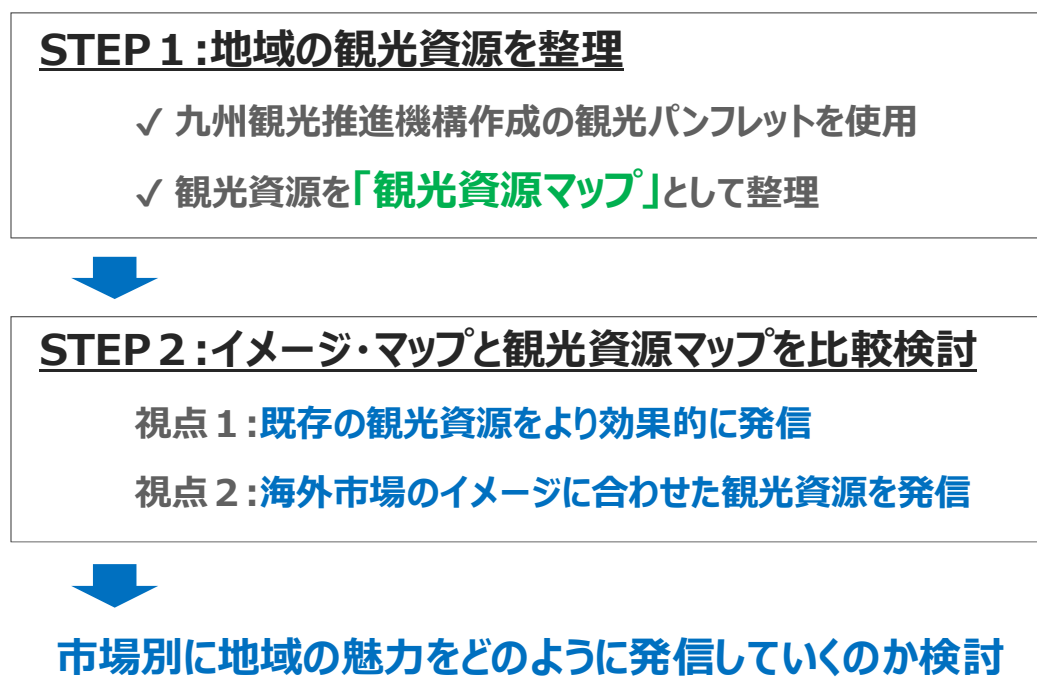 STEP１:地域の観光資源を整理
✓ 九州観光推進機構作成の観光パンフレットを使用
✓ 観光資源を「観光資源マップ」として整理
STEP２:イメージ・マップと観光資源マップを比較検討
視点１:既存の観光資源をより効果的に発信
視点２:海外市場のイメージに合わせた観光資源を発信
市場別に地域の魅力をどのように発信していくのか検討